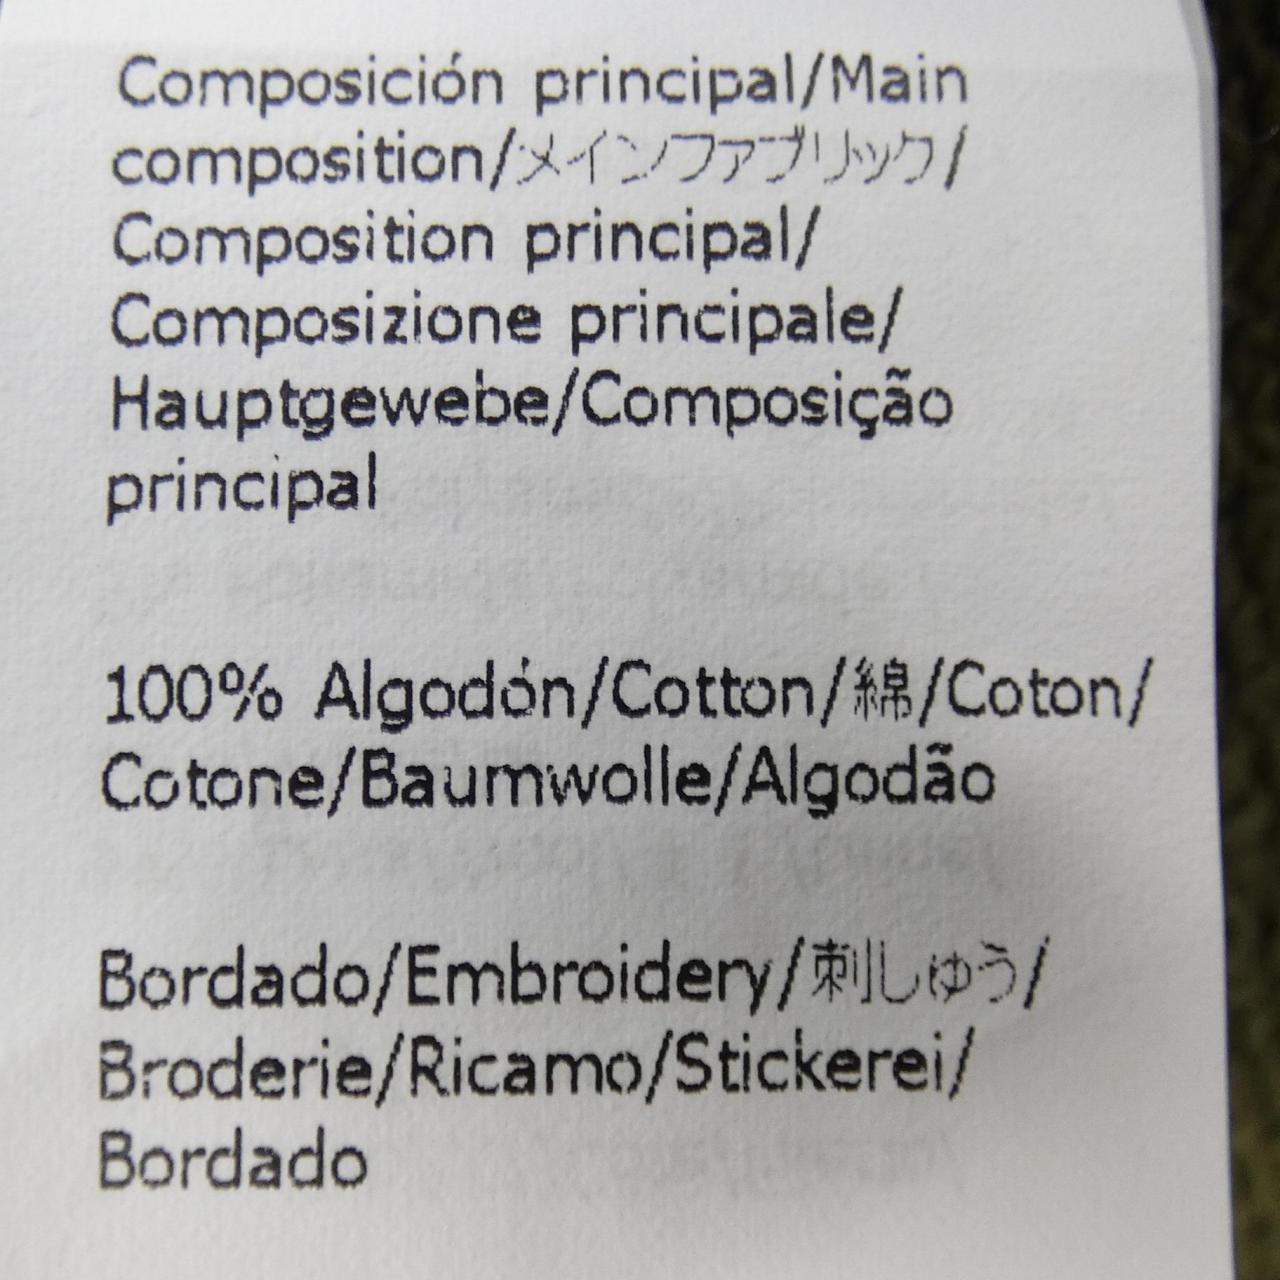 Composición principal/Main
composition/メインファブリック/
Composition principal/
Composizione principale/
Hauptgewebe/Composição
principal
100% Algodón/Cotton/綿/Coton/
Cotone/Baumwolle/Algodão
Bordado/Embroidery/刺しゅう/
Broderie/Ricamo/Stickerei/
Bordado